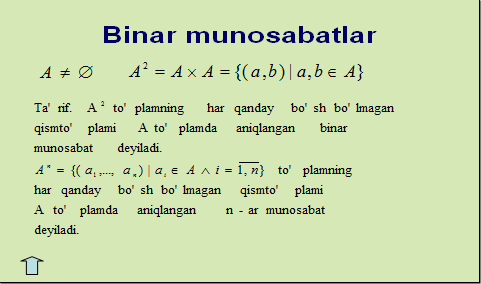 Binar munosabatlar
A ≠ ∅   A² = A × A = {(a,b) | a,b ∈ A}
Ta' rif. A² to' plamning har qanday bo' sh bo' lmagan
qismto' plami A to' plamda aniqlangan binar
munosabat deyiladi.
Aⁿ = {( a₁,..., aₙ) | aᵢ ∈ A ∧ i = 1, n} to' plamning
har qanday bo' sh bo' lmagan qismto' plami
A to' plamda aniqlangan n - ar munosabat
deyiladi.